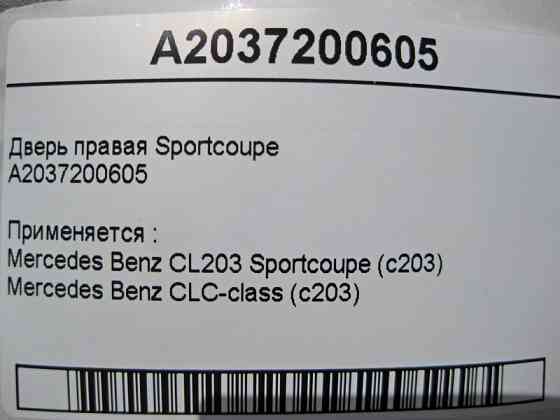 A2037200605
Дверь правая Sportcoupe
A2037200605
Применяется :
Mercedes Benz CL203 Sportcoupe (c203)
Mercedes Benz CLC-class (c203)